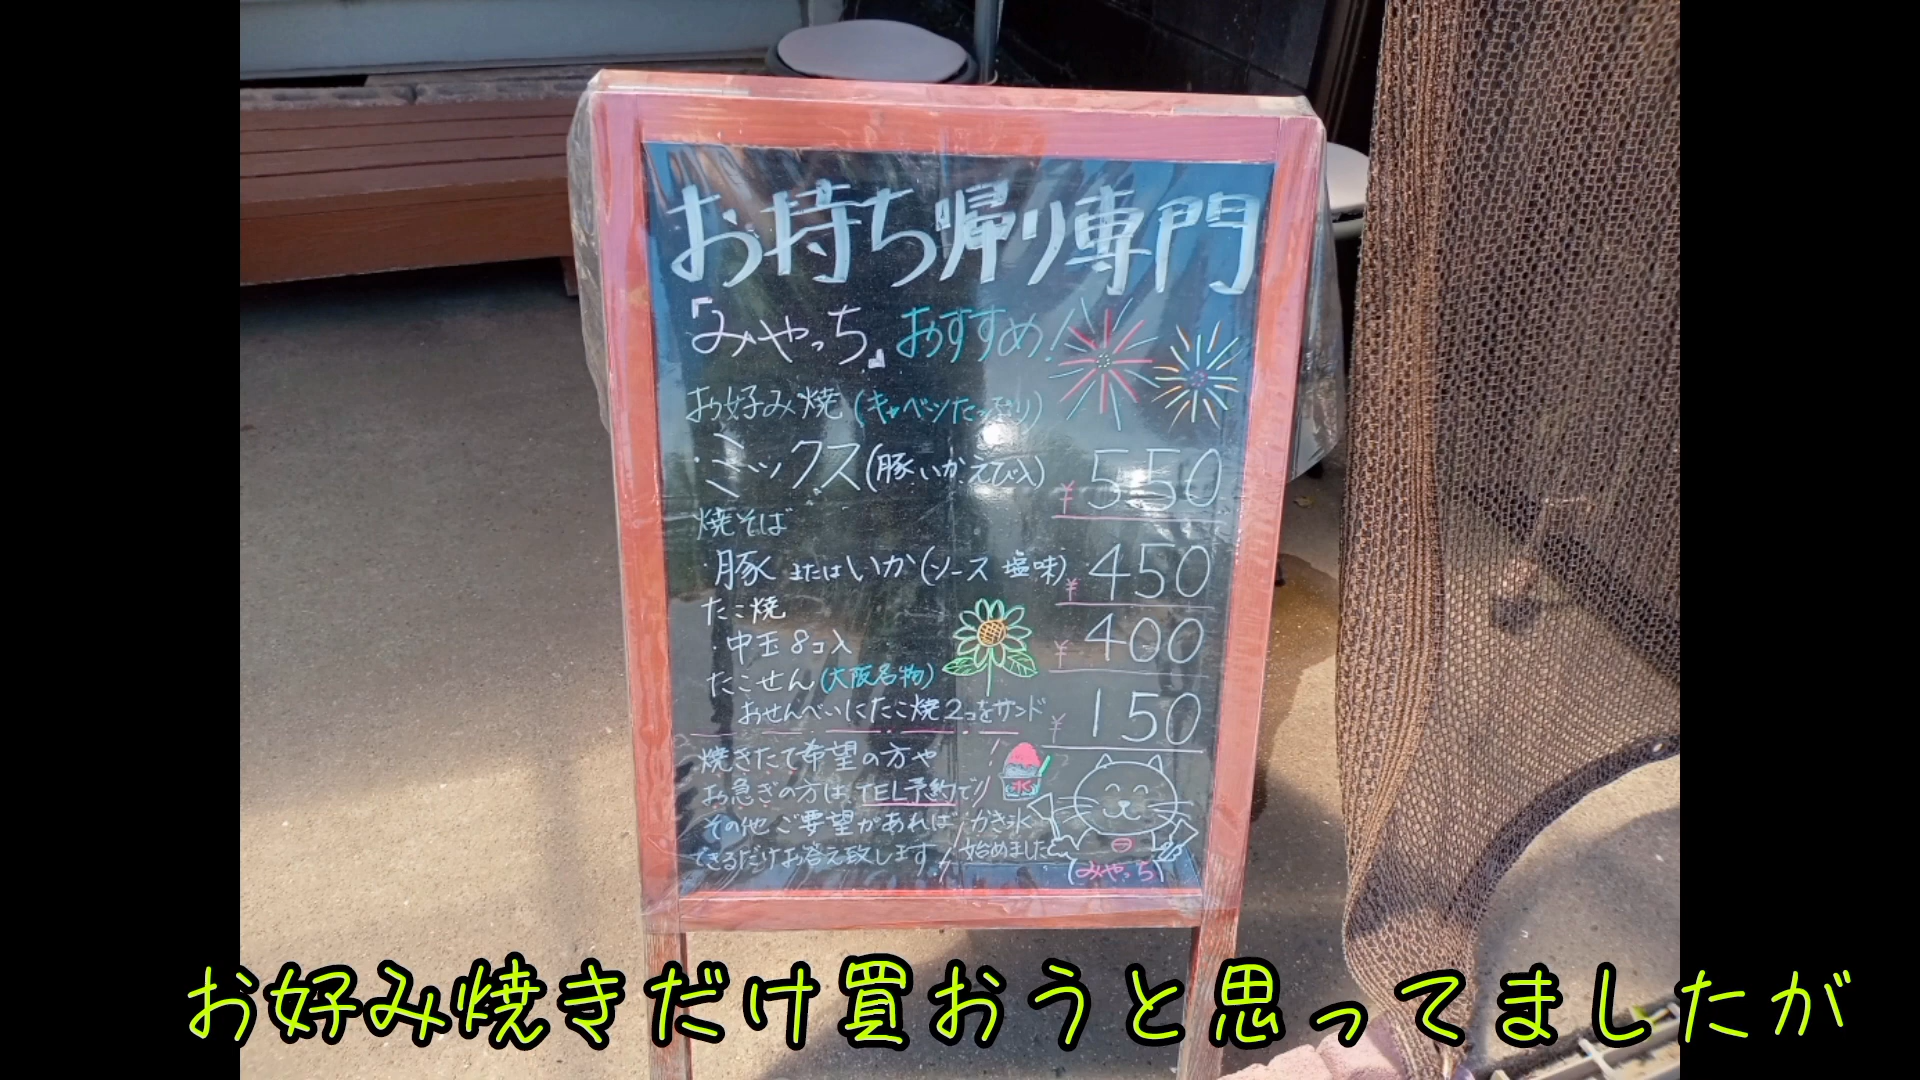 お持ち帰り専門
『みやっち』おすすめ!
お好み焼(キャベツたっぷり)
・ミックス(豚いかえび入) ¥550
焼そば
・豚またはいか(ソース 塩味) ¥450
たこ焼
・中玉8コ入 ¥400
たこせん(大阪名物)
おせんべいにたこ焼2コをサンド ¥150
焼きたて希望の方や
お急ぎの方はTEL予約で!!
その他ご要望があれば
できるだけお答え致します!
氷
かき氷
始めました
(みやっち)
お好み焼きだけ買おうと思ってましたが